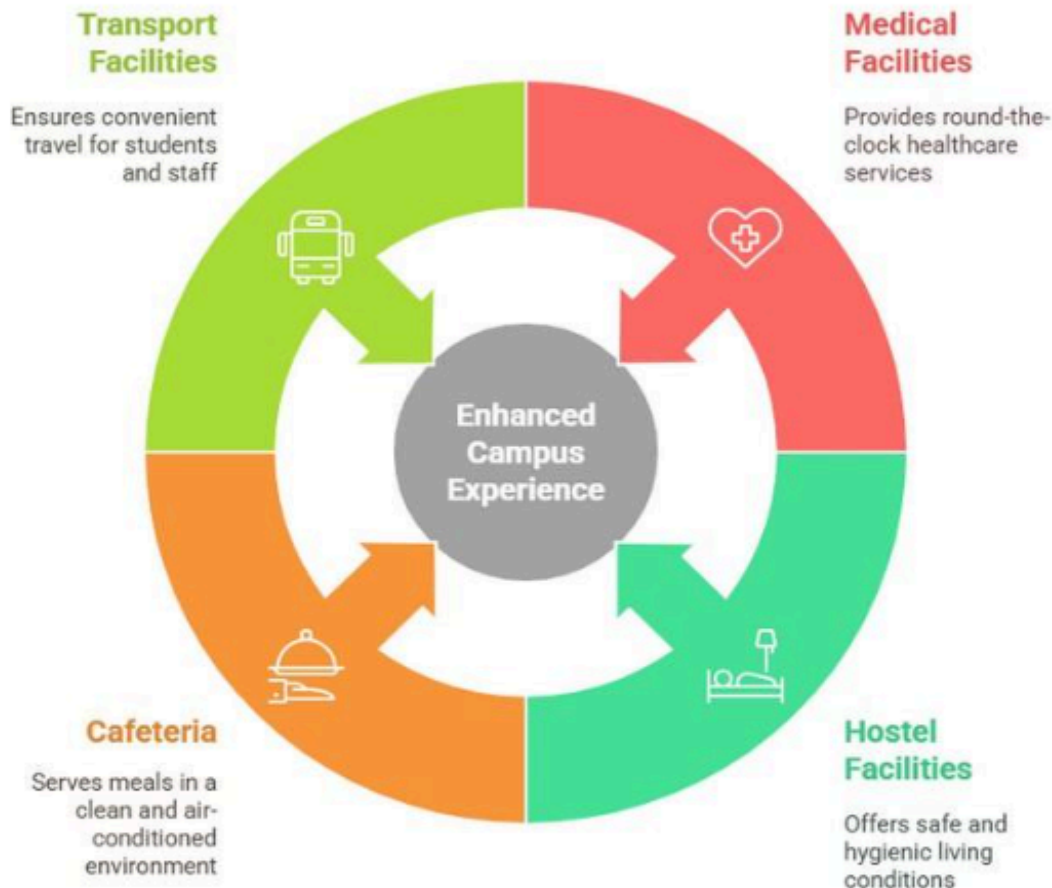 Transport
Facilities
Ensures convenient
travel for students
and staff
Medical
Facilities
Provides round-the-
clock healthcare
services
Enhanced
Campus
Experience
Cafeteria
Serves meals in a
clean and air-
conditioned
environment
Hostel
Facilities
Offers safe and
hygienic living
conditions